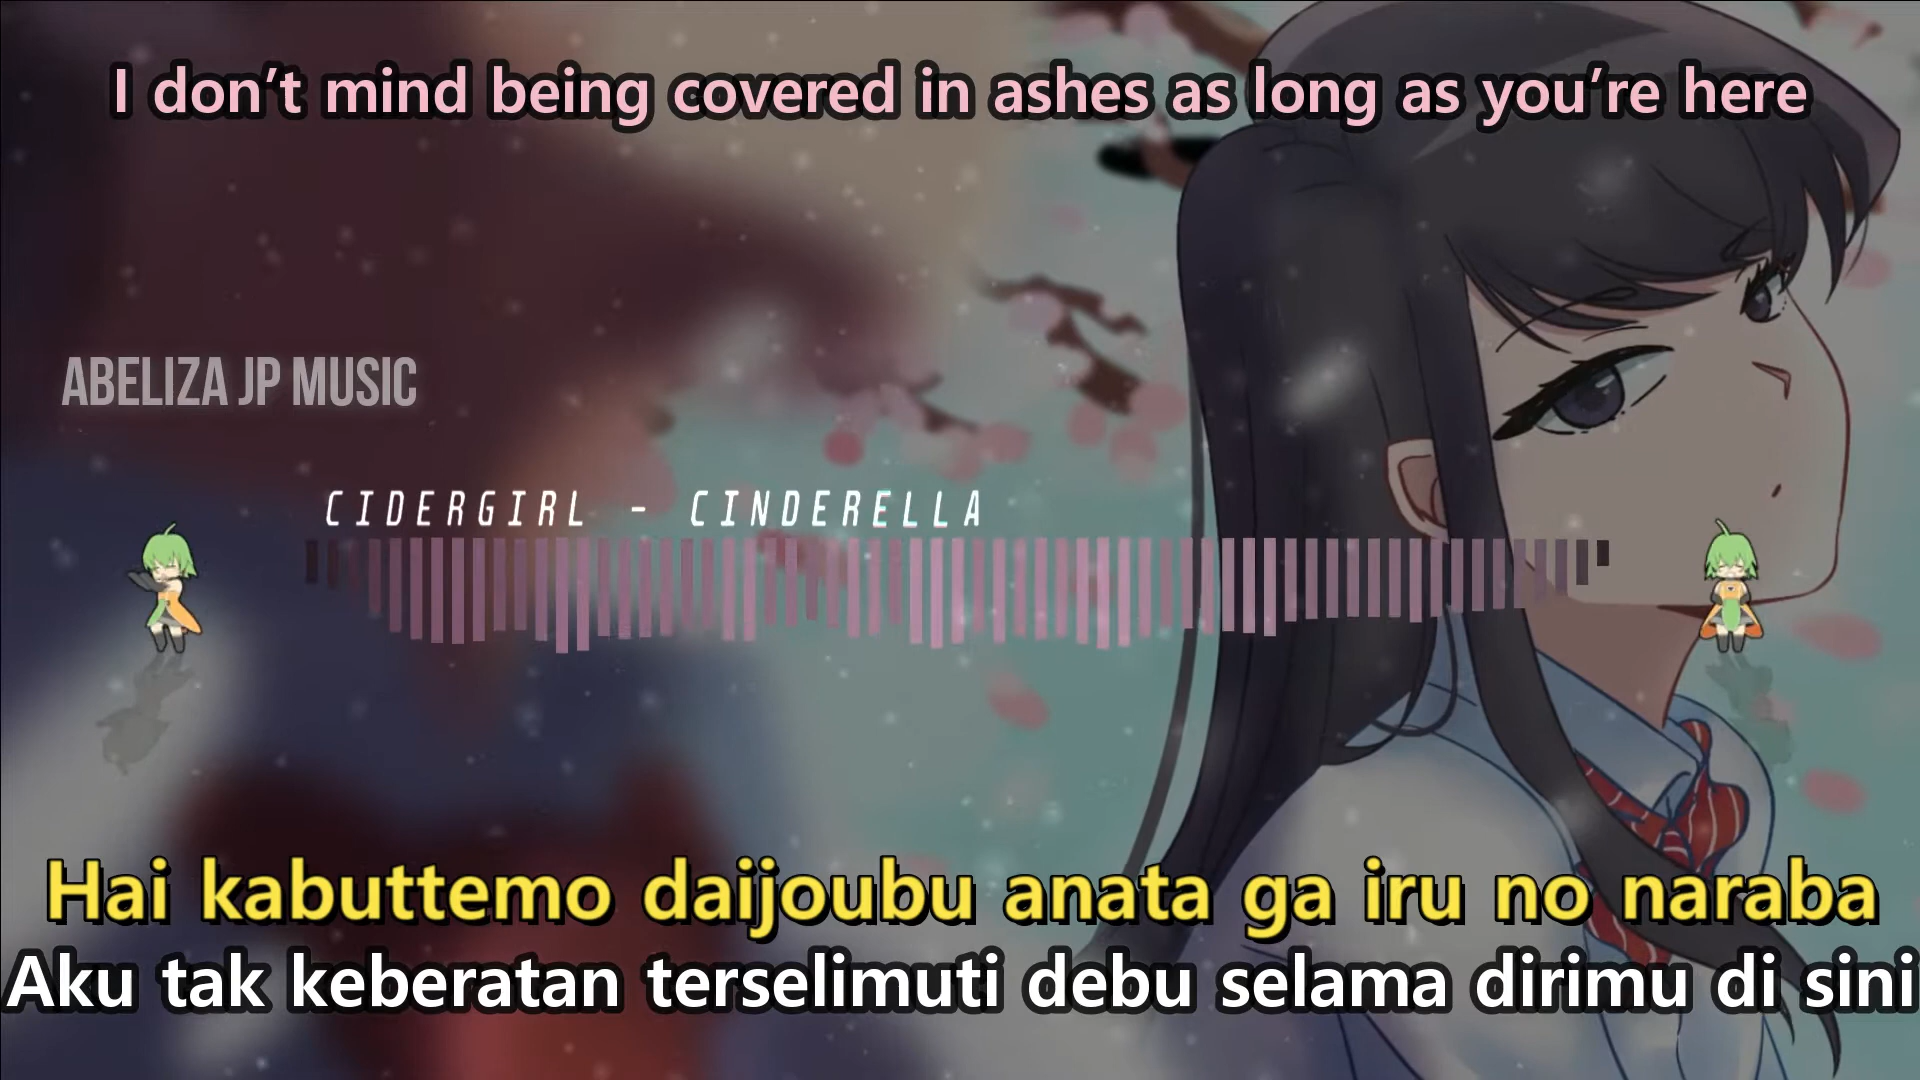 I don’t mind being covered in ashes as long as you’re here
ABELIZA JP MUSIC
CIDERGIRL - CINDERELLA
Hai kabuttemo daijoubu anata ga iru no naraba
Aku tak keberatan terselimuti debu selama dirimu di sini